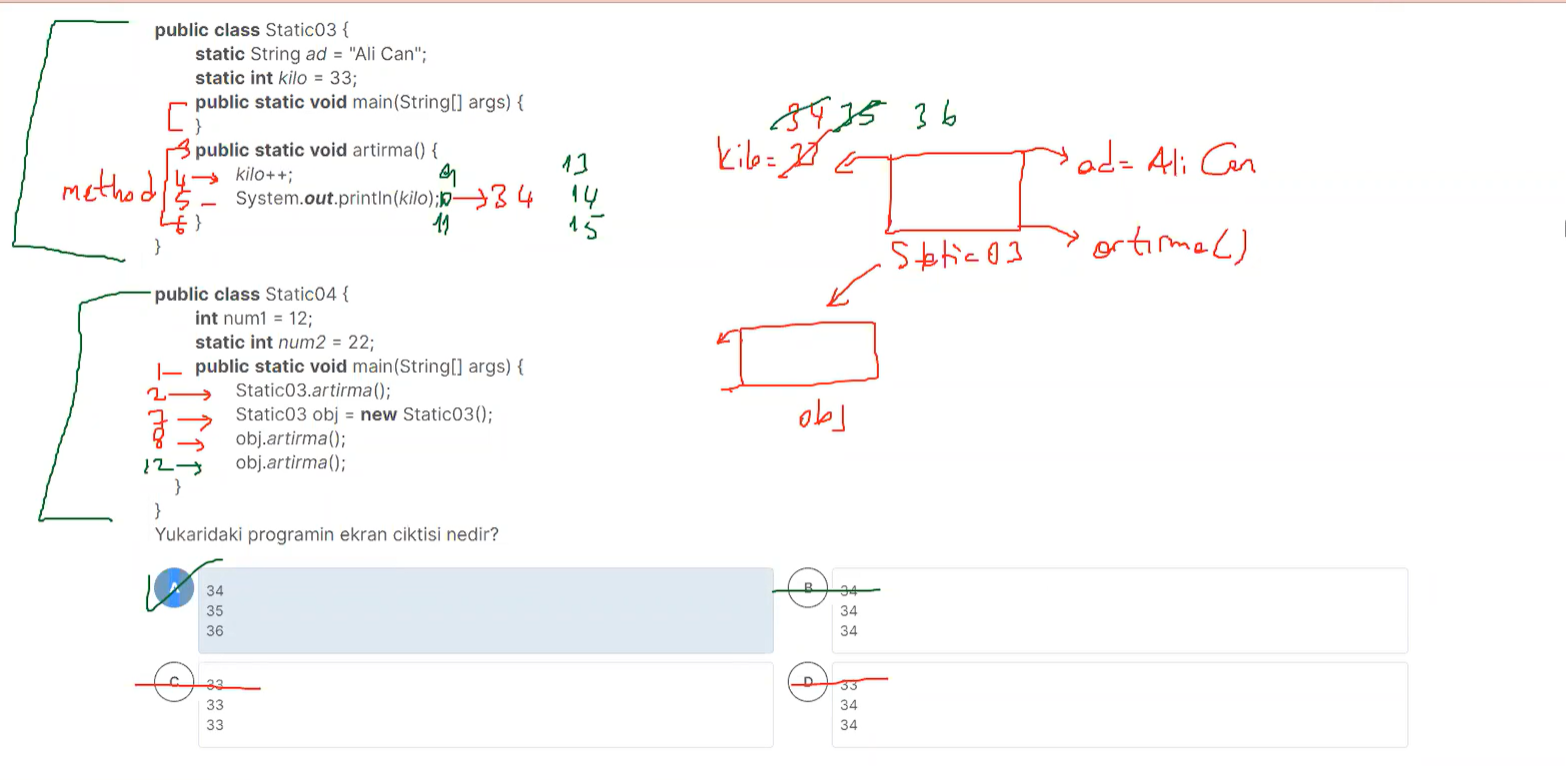 public class Static03 {
static String ad = "Ali Can";
static int kilo = 33;
public static void main(String[] args) {
}
3 public static void artirma() {
4 kilo++; 9 13
method 5 System.out.println(kilo); 10 34 14
6 } 11 15
}
public class Static04 {
int num1 = 12;
static int num2 = 22;
1 public static void main(String[] args) {
2 Static03.artirma();
7 Static03 obj = new Static03();
8 obj.artirma();
12 obj.artirma();
}
}
34 35 36
kilo = ad = Ali Can
Static03 artirma()
obj
Yukaridaki programin ekran ciktisi nedir?
A 34
35
36
B 34
34
34
C 33
33
33
D 33
34
34